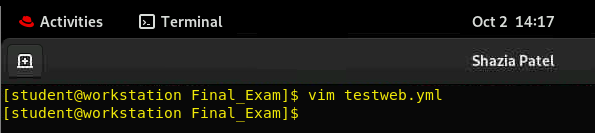 Activities Terminal Oct 2 14:17
Shazia Patel
[student@workstation Final_Exam]$ vim testweb.yml
[student@workstation Final_Exam]$